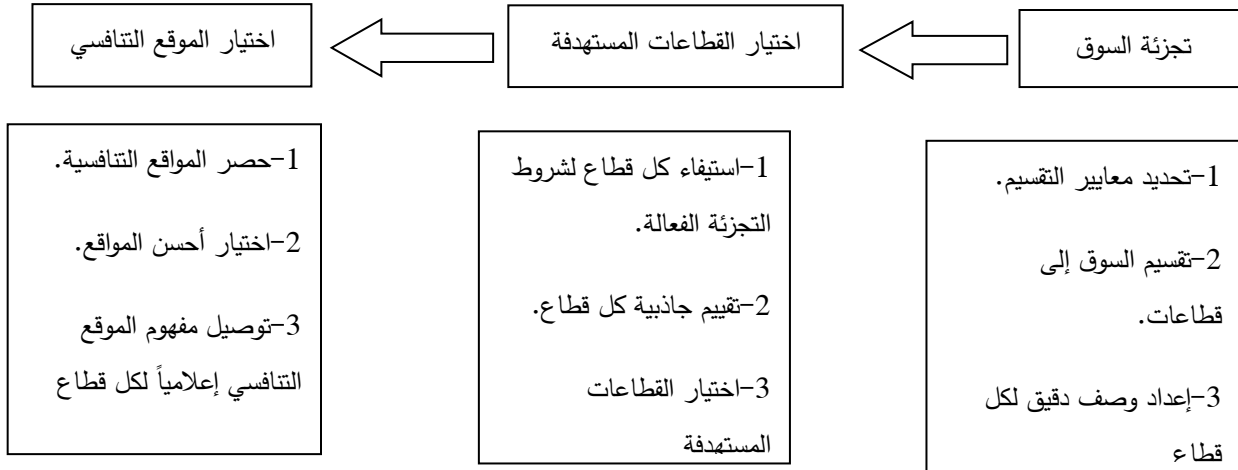 تجزئة السوق
اختيار القطاعات المستهدفة
اختيار الموقع التنافسي
1-تحديد معايير التقسيم.
2-تقسيم السوق إلى
قطاعات.
3-إعداد وصف دقيق لكل
قطاع
1-استيفاء كل قطاع لشروط
التجزئة الفعالة.
2-تقييم جاذبية كل قطاع.
3-اختيار القطاعات
المستهدفة
1-حصر المواقع التنافسية.
2-اختيار أحسن المواقع.
3-توصيل مفهوم الموقع
التنافسي إعلامياً لكل قطاع